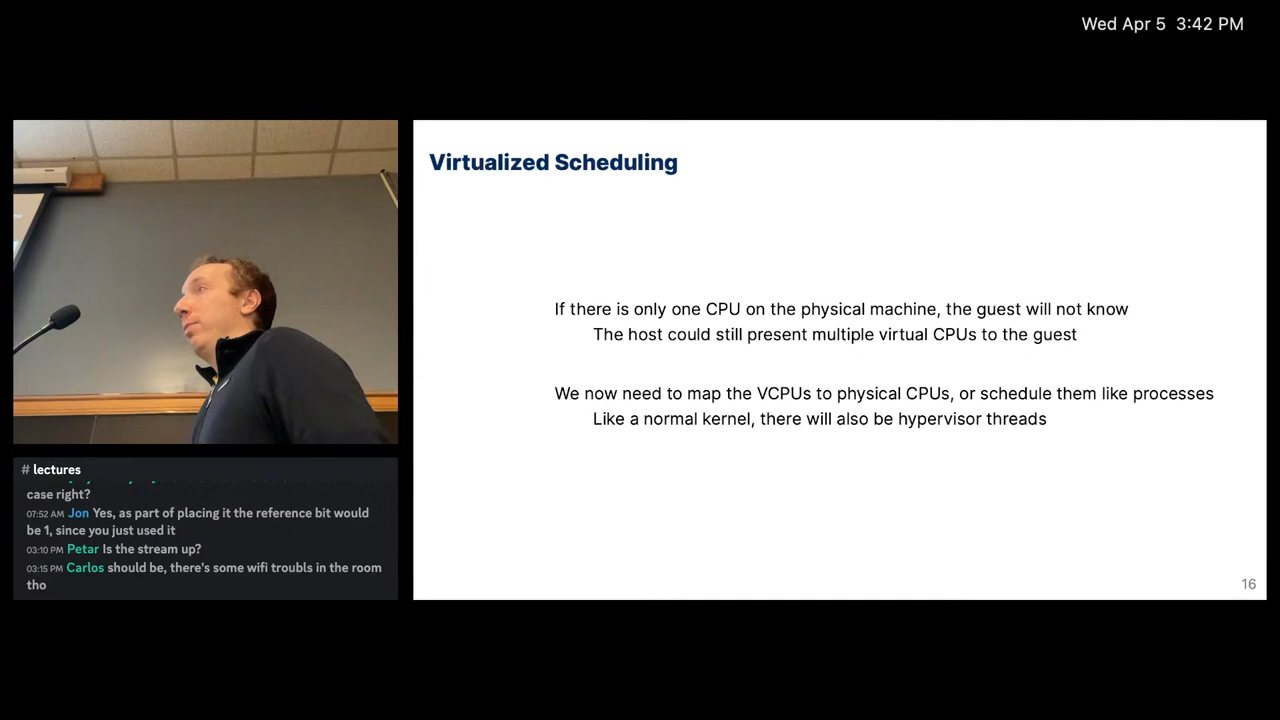 Wed Apr 5 3:42 PM
Virtualized Scheduling
If there is only one CPU on the physical machine, the guest will not know
The host could still present multiple virtual CPUs to the guest
We now need to map the VCPUs to physical CPUs, or schedule them like processes
Like a normal kernel, there will also be hypervisor threads
16
# lectures
case right?
07:52 AM Jon Yes, as part of placing it the reference bit would
be 1, since you just used it
03:10 PM Petar Is the stream up?
03:15 PM Carlos should be, there's some wifi troubls in the room
tho